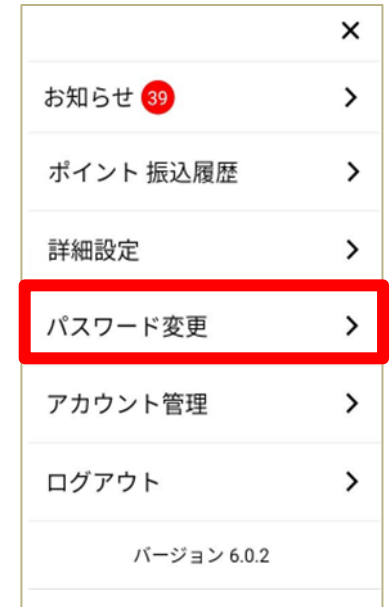 ×
お知らせ 39
ポイント 振込履歴
詳細設定
パスワード変更
アカウント管理
ログアウト
バージョン 6.0.2